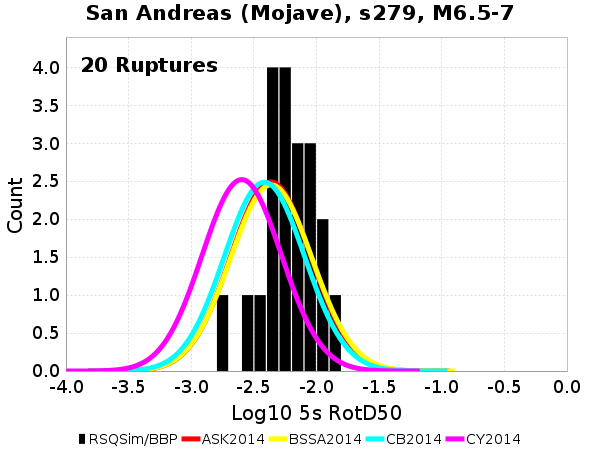 San Andreas (Mojave), s279, M6.5-7
20 Ruptures
4.0
3.5
3.0
2.5
2.0
1.5
1.0
0.5
0.0
Count
-4.0 -3.5 -3.0 -2.5 -2.0 -1.5 -1.0 -0.5 0.0
Log10 5s RotD50
RSQSim/BBP ASK2014 BSSA2014 CB2014 CY2014